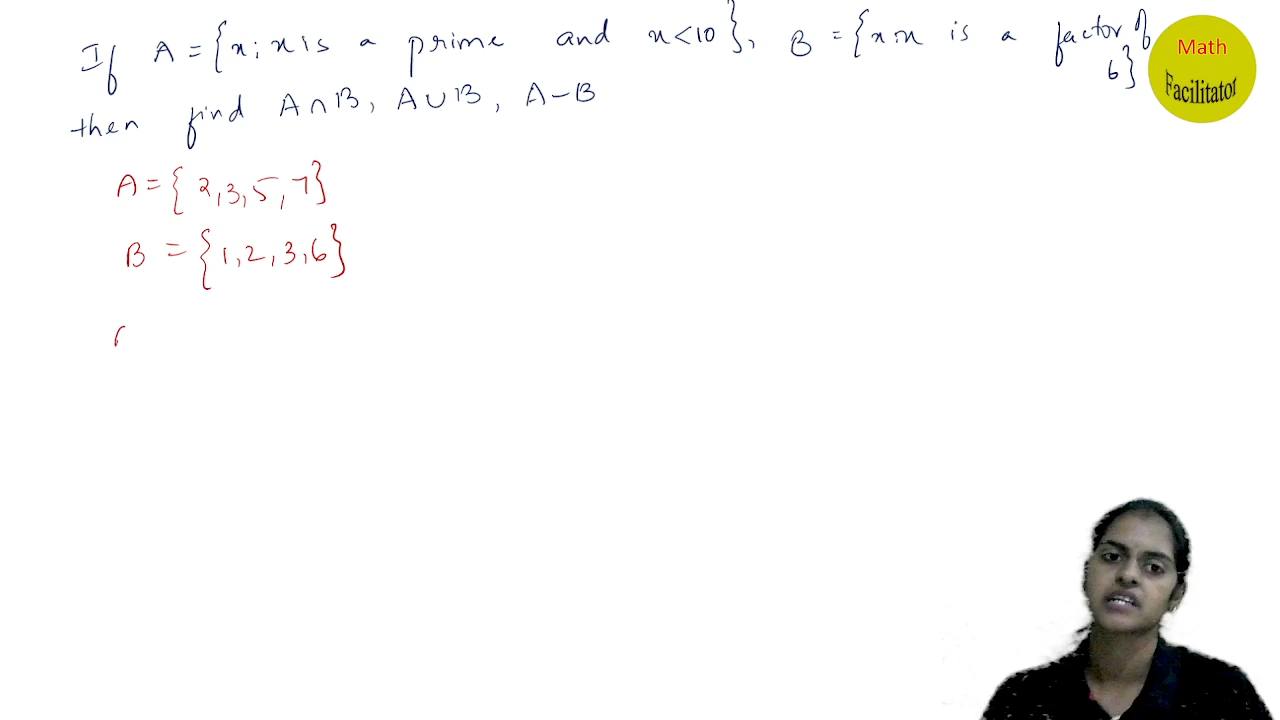 If A = {x; x is a prime and x<10}, B = {x:x is a factor of
6}
then find A∩B, A∪B, A-B
A={2,3,5,7}
B = {1,2,3,6}
Math
Facilitator